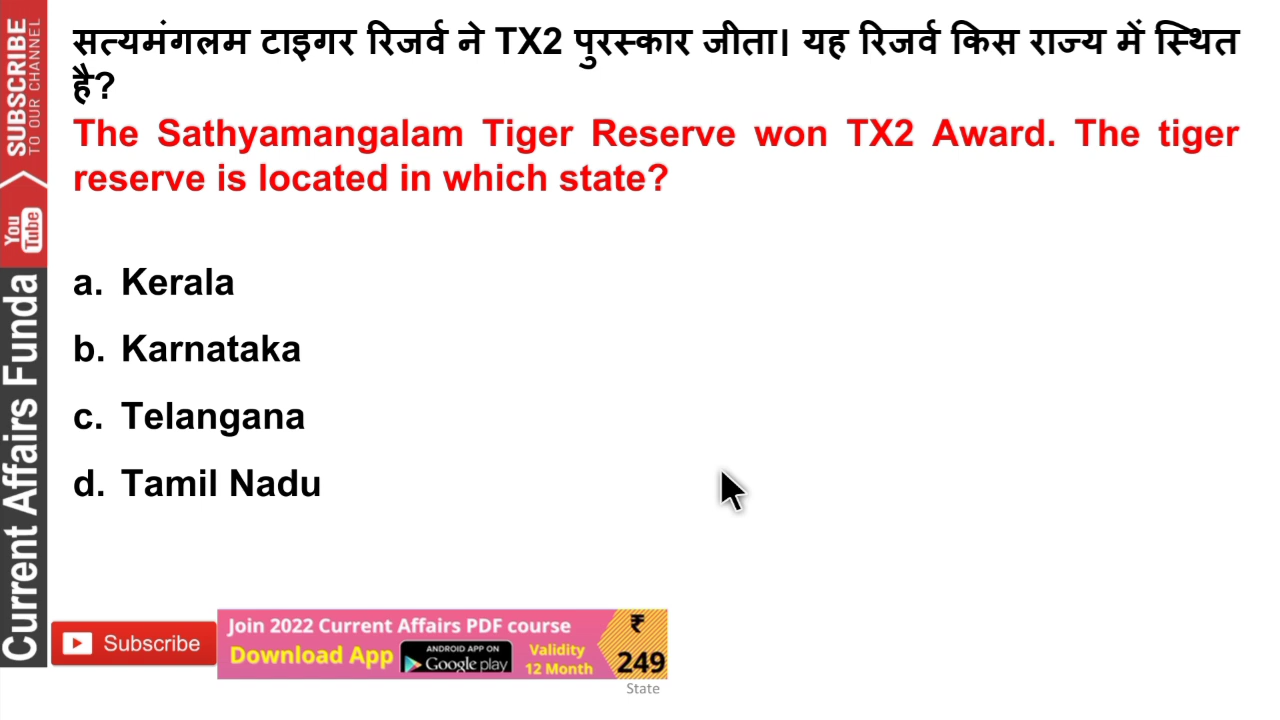 सत्यमंगलम टाइगर रिजर्व ने TX2 पुरस्कार जीता। यह रिजर्व किस राज्य में स्थित
है?
The Sathyamangalam Tiger Reserve won TX2 Award. The tiger
reserve is located in which state?
a. Kerala
b. Karnataka
c. Telangana
d. Tamil Nadu
SUBSCRIBE
TO OUR CHANNEL
You
Tube
Current Affairs Funda
Subscribe
Join 2022 Current Affairs PDF course
Download App
ANDROID APP ON
Google play
Validity
12 Month
₹
249
State